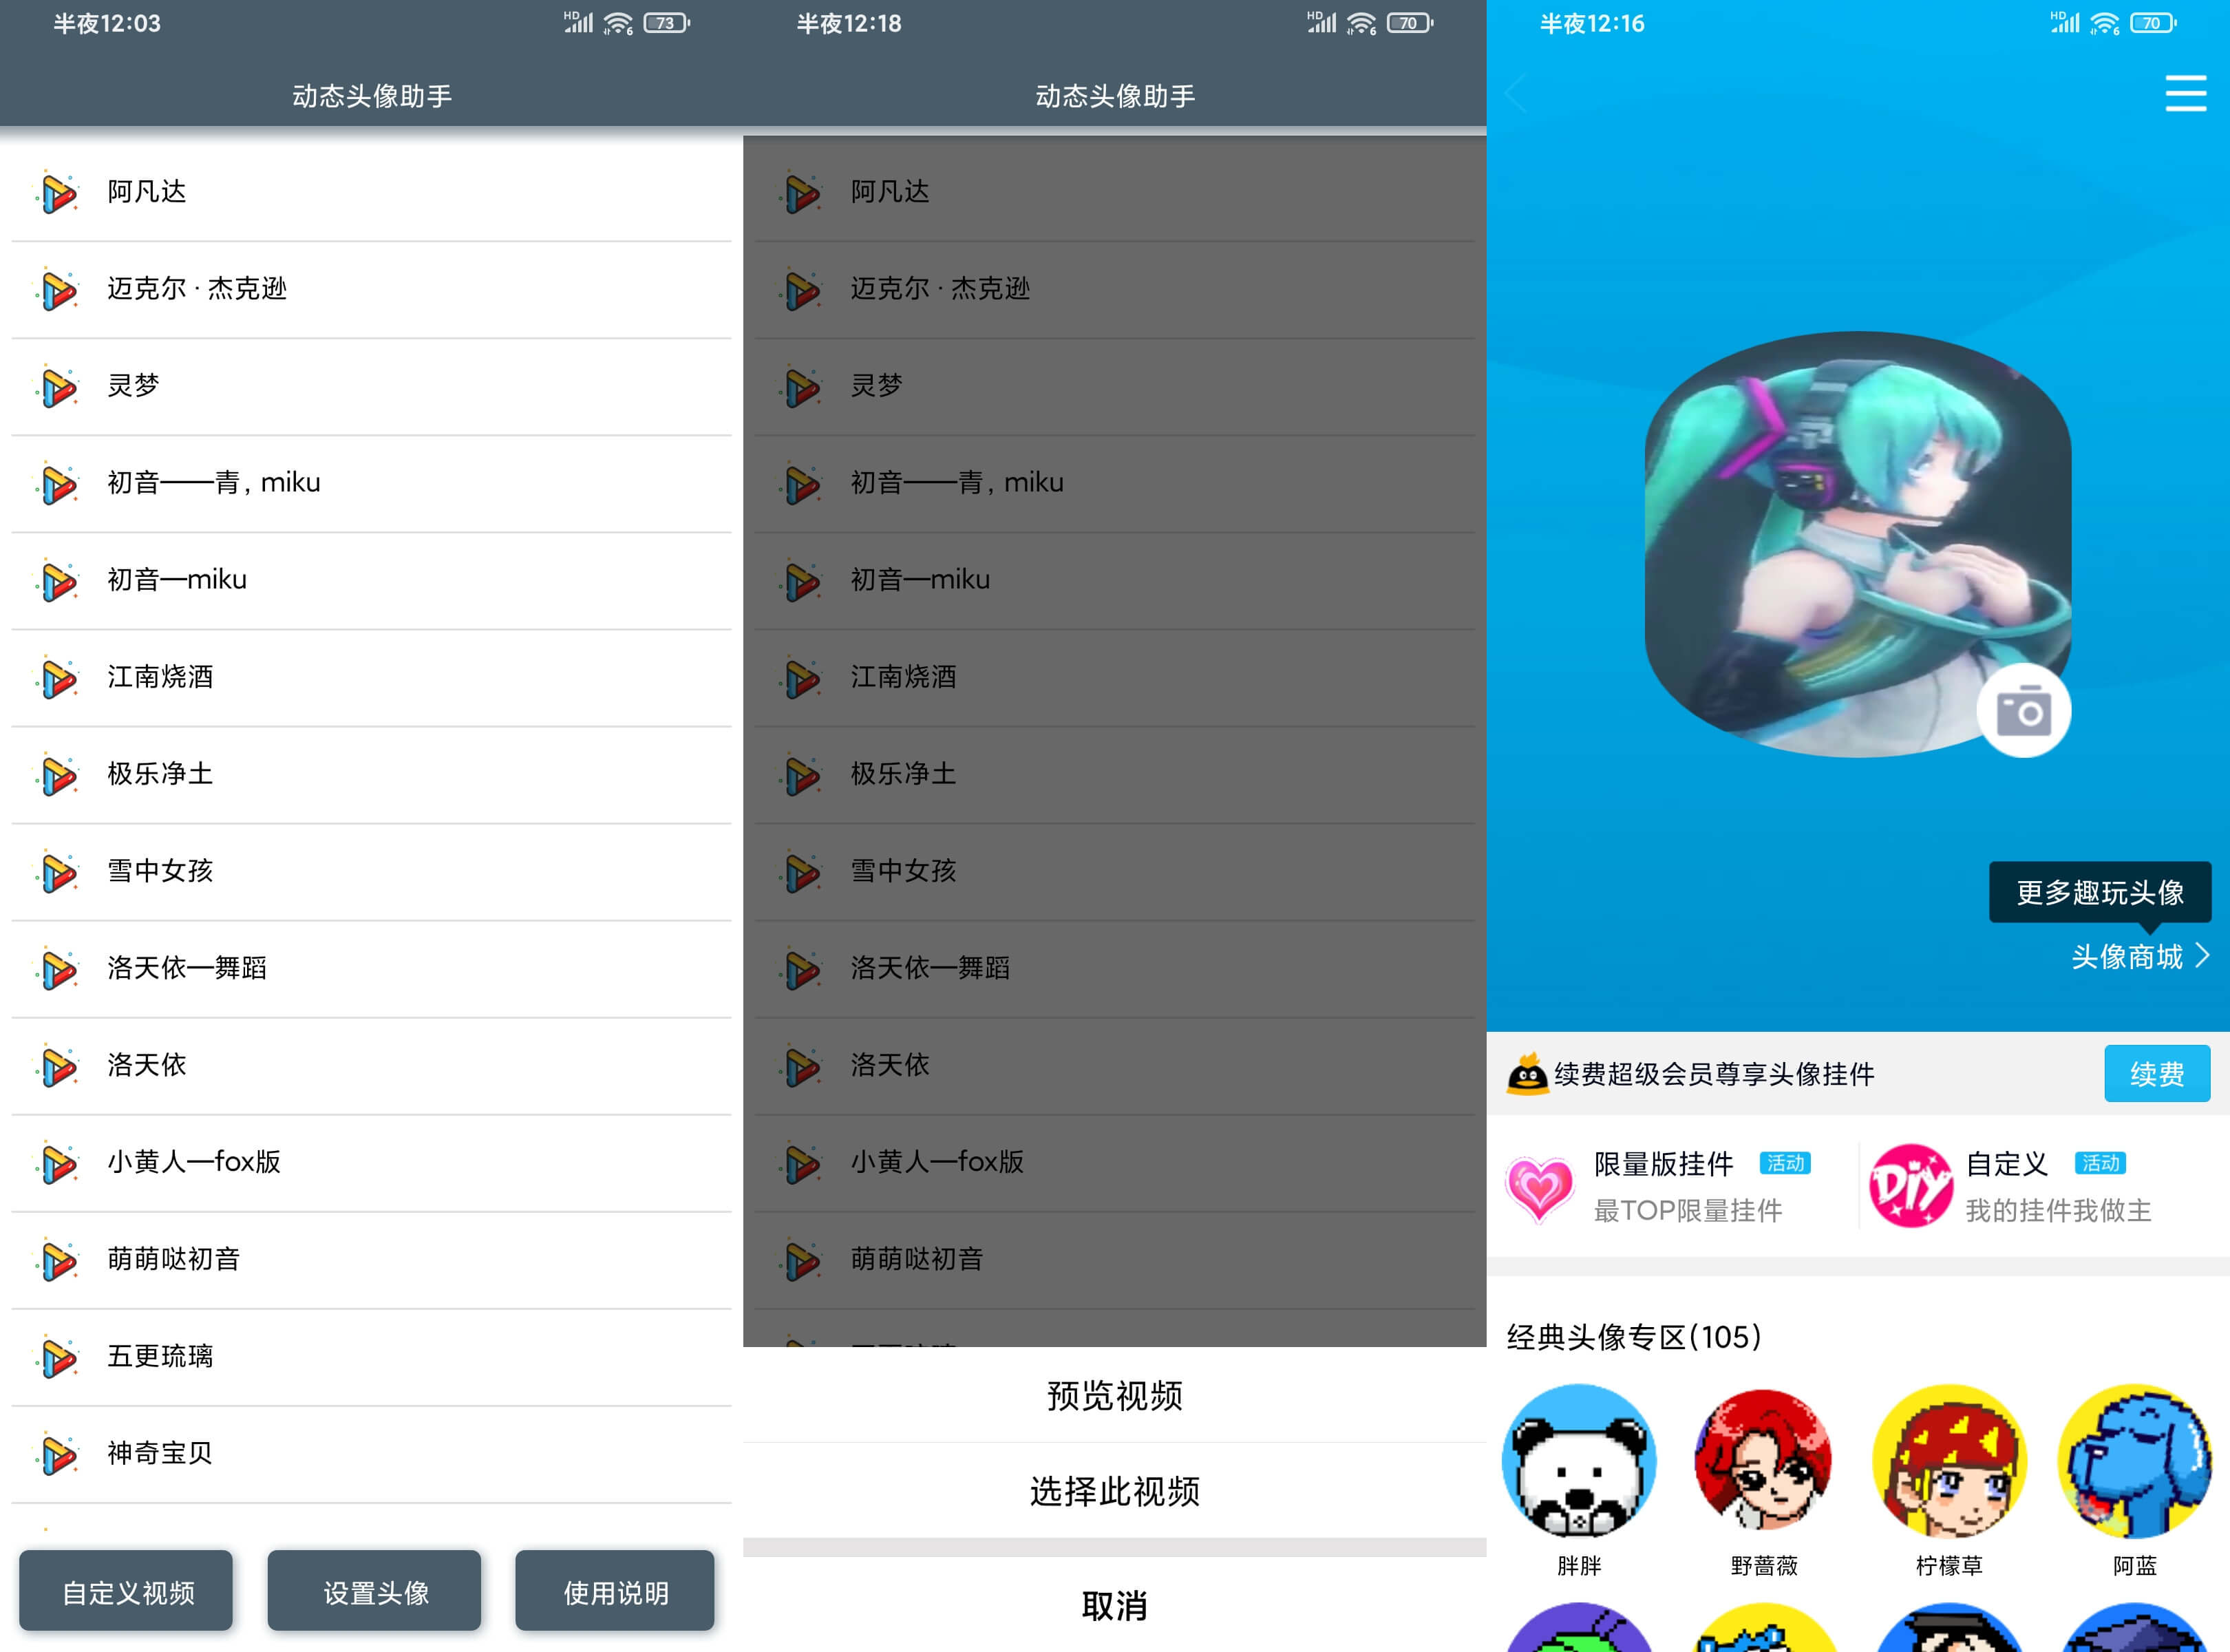 半夜12:03
HD
6
73
动态头像助手
阿凡达
迈克尔·杰克逊
灵梦
初音——青，miku
初音—miku
江南烧酒
极乐净土
雪中女孩
洛天依—舞蹈
洛天依
小黄人—fox版
萌萌哒初音
五更琉璃
神奇宝贝
自定义视频
设置头像
使用说明
半夜12:18
HD
6
70
动态头像助手
阿凡达
迈克尔·杰克逊
灵梦
初音——青，miku
初音—miku
江南烧酒
极乐净土
雪中女孩
洛天依—舞蹈
洛天依
小黄人—fox版
萌萌哒初音
预览视频
选择此视频
取消
半夜12:16
HD
6
70
更多趣玩头像
头像商城
续费超级会员尊享头像挂件
续费
限量版挂件
活动
最TOP限量挂件
DIY
自定义
活动
我的挂件我做主
经典头像专区(105)
胖胖
野蔷薇
柠檬草
阿蓝